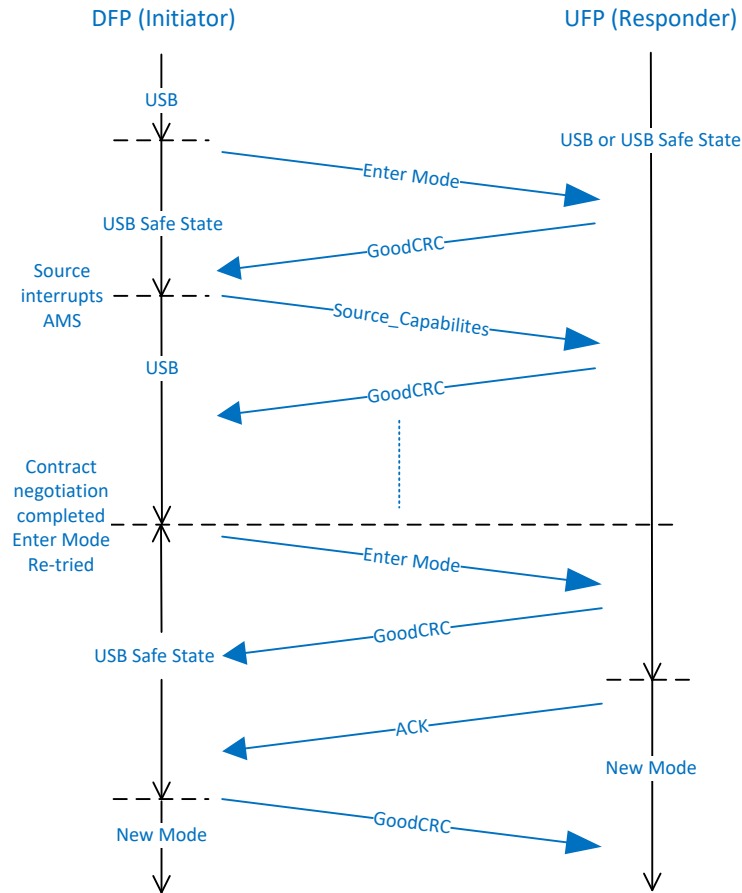 DFP (Initiator)
UFP (Responder)
USB
USB or USB Safe State
Enter Mode
USB Safe State
GoodCRC
Source
interrupts
AMS
Source_Capabilites
USB
GoodCRC
Contract
negotiation
completed
Enter Mode
Re-tried
Enter Mode
GoodCRC
USB Safe State
ACK
New Mode
GoodCRC
New Mode